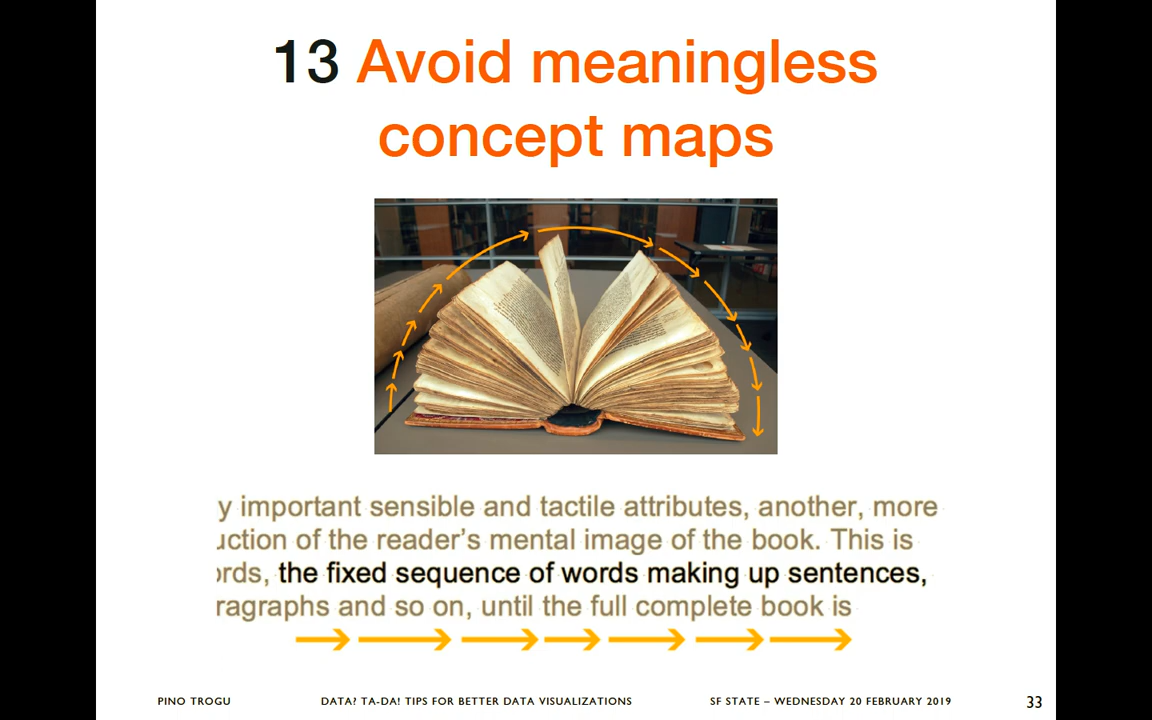 13 Avoid meaningless
concept maps
y important sensible and tactile attributes, another, more
uction of the reader's mental image of the book. This is
ords, the fixed sequence of words making up sentences,
ragraphs and so on, until the full complete book is
PINO TROGU DATA? TA-DA! TIPS FOR BETTER DATA VISUALIZATIONS SF STATE – WEDNESDAY 20 FEBRUARY 2019 33